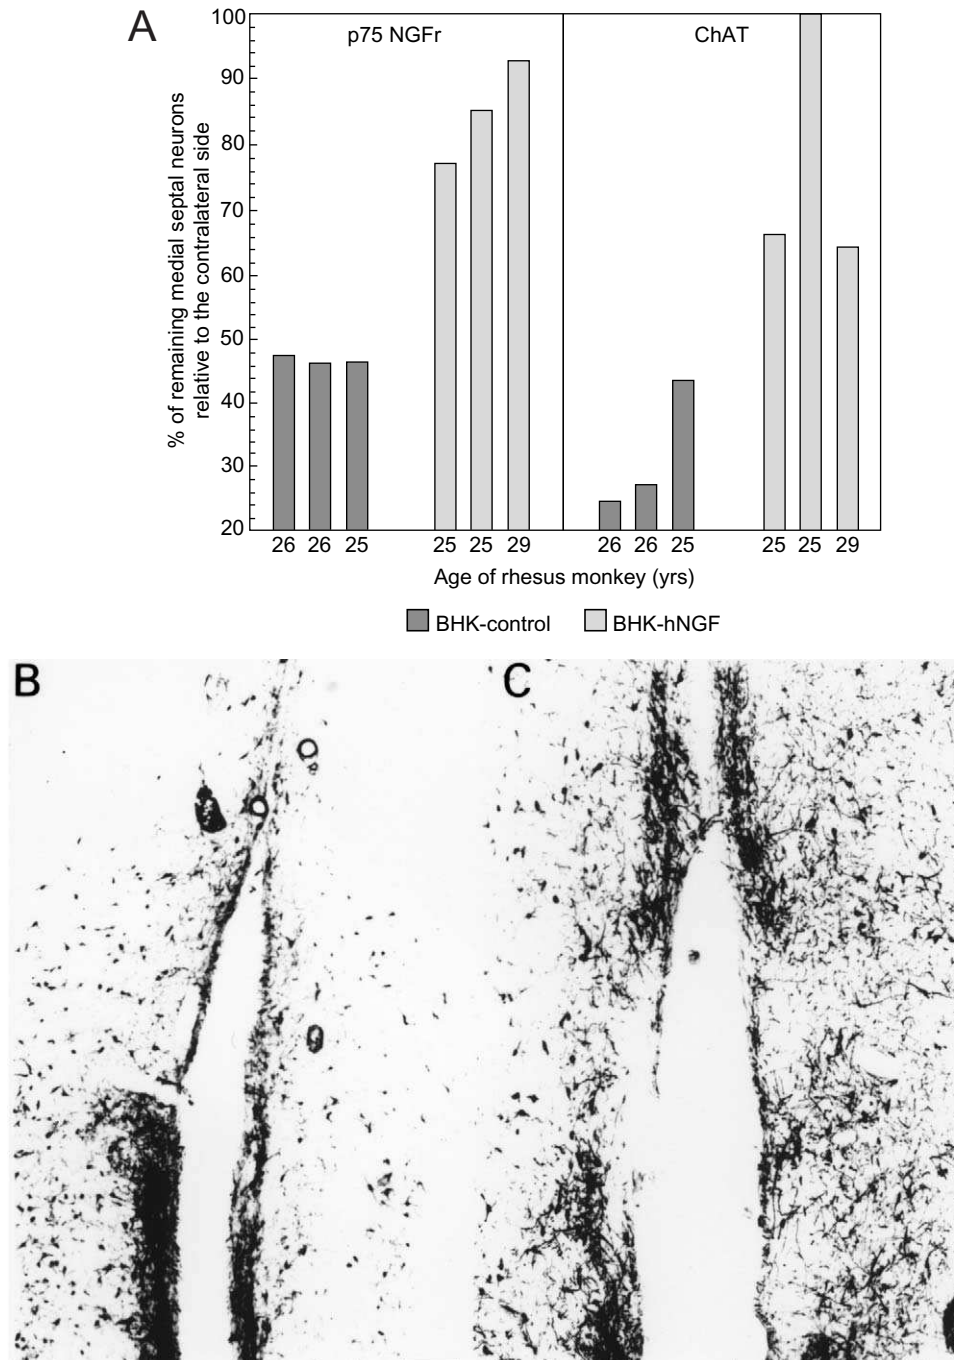 A
p75 NGFr
ChAT
% of remaining medial septal neurons
relative to the contralateral side
100
90
80
70
60
50
40
30
20
26 26 25 25 25 29 26 26 25 25 25 29
Age of rhesus monkey (yrs)
BHK-control BHK-hNGF
B
C